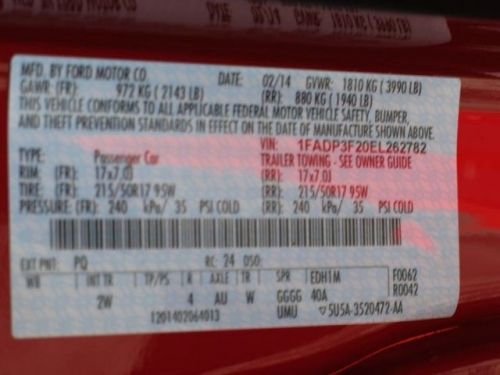 MFD. BY FORD MOTOR CO. DATE: 02/14 GVWR: 1810 KG ( 3990 LB)
GAWR: (FR): 972 KG ( 2143 LB) (RR): 880 KG ( 1940 LB)
THIS VEHICLE CONFORMS TO ALL APPLICABLE FEDERAL MOTOR VEHICLE SAFETY, BUMPER,
AND THEFT PREVENTION STANDARDS IN EFFECT ON THE DATE OF MANUFACTURE SHOWN ABOVE.
VIN: 1FADP3F20EL262782
TYPE: Passenger Car TRAILER TOWING - SEE OWNER GUIDE
RIM: (FR): 17x7.0J (RR): 17x7.0J
TIRE: (FR): 215/50R17 95W (RR): 215/50R17 95W
PRESSURE: (FR): 240 kPa/ 35 PSI COLD (RR): 240 kPa/ 35 PSI COLD
EXT PNT: PQ RC: 24 DSO:
WB INT TR TP/PS R AXLE TR SPR EDH1M F0062
2W 4 AU W GGGG 40A R0042
1201402064013 UMU ▽5U5A-3520472-AA